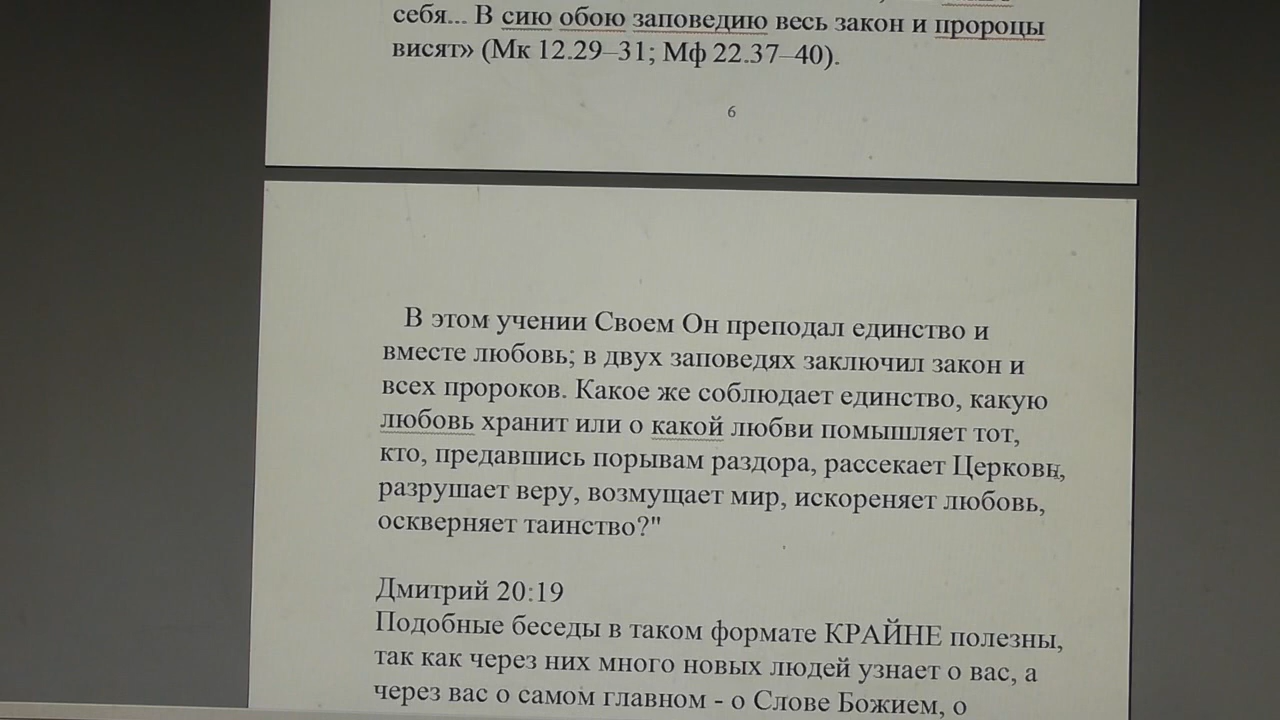 себя... В сию обою заповедию весь закон и пророцы
висят» (Мк 12.29–31; Мф 22.37–40).
6
В этом учении Своем Он преподал единство и
вместе любовь; в двух заповедях заключил закон и
всех пророков. Какое же соблюдает единство, какую
любовь хранит или о какой любви помышляет тот,
кто, предавшись порывам раздора, рассекает Церковь,
разрушает веру, возмущает мир, искореняет любовь,
оскверняет таинство?"
Дмитрий 20:19
Подобные беседы в таком формате КРАЙНЕ полезны,
так как через них много новых людей узнает о вас, а
через вас о самом главном - о Слове Божием, о